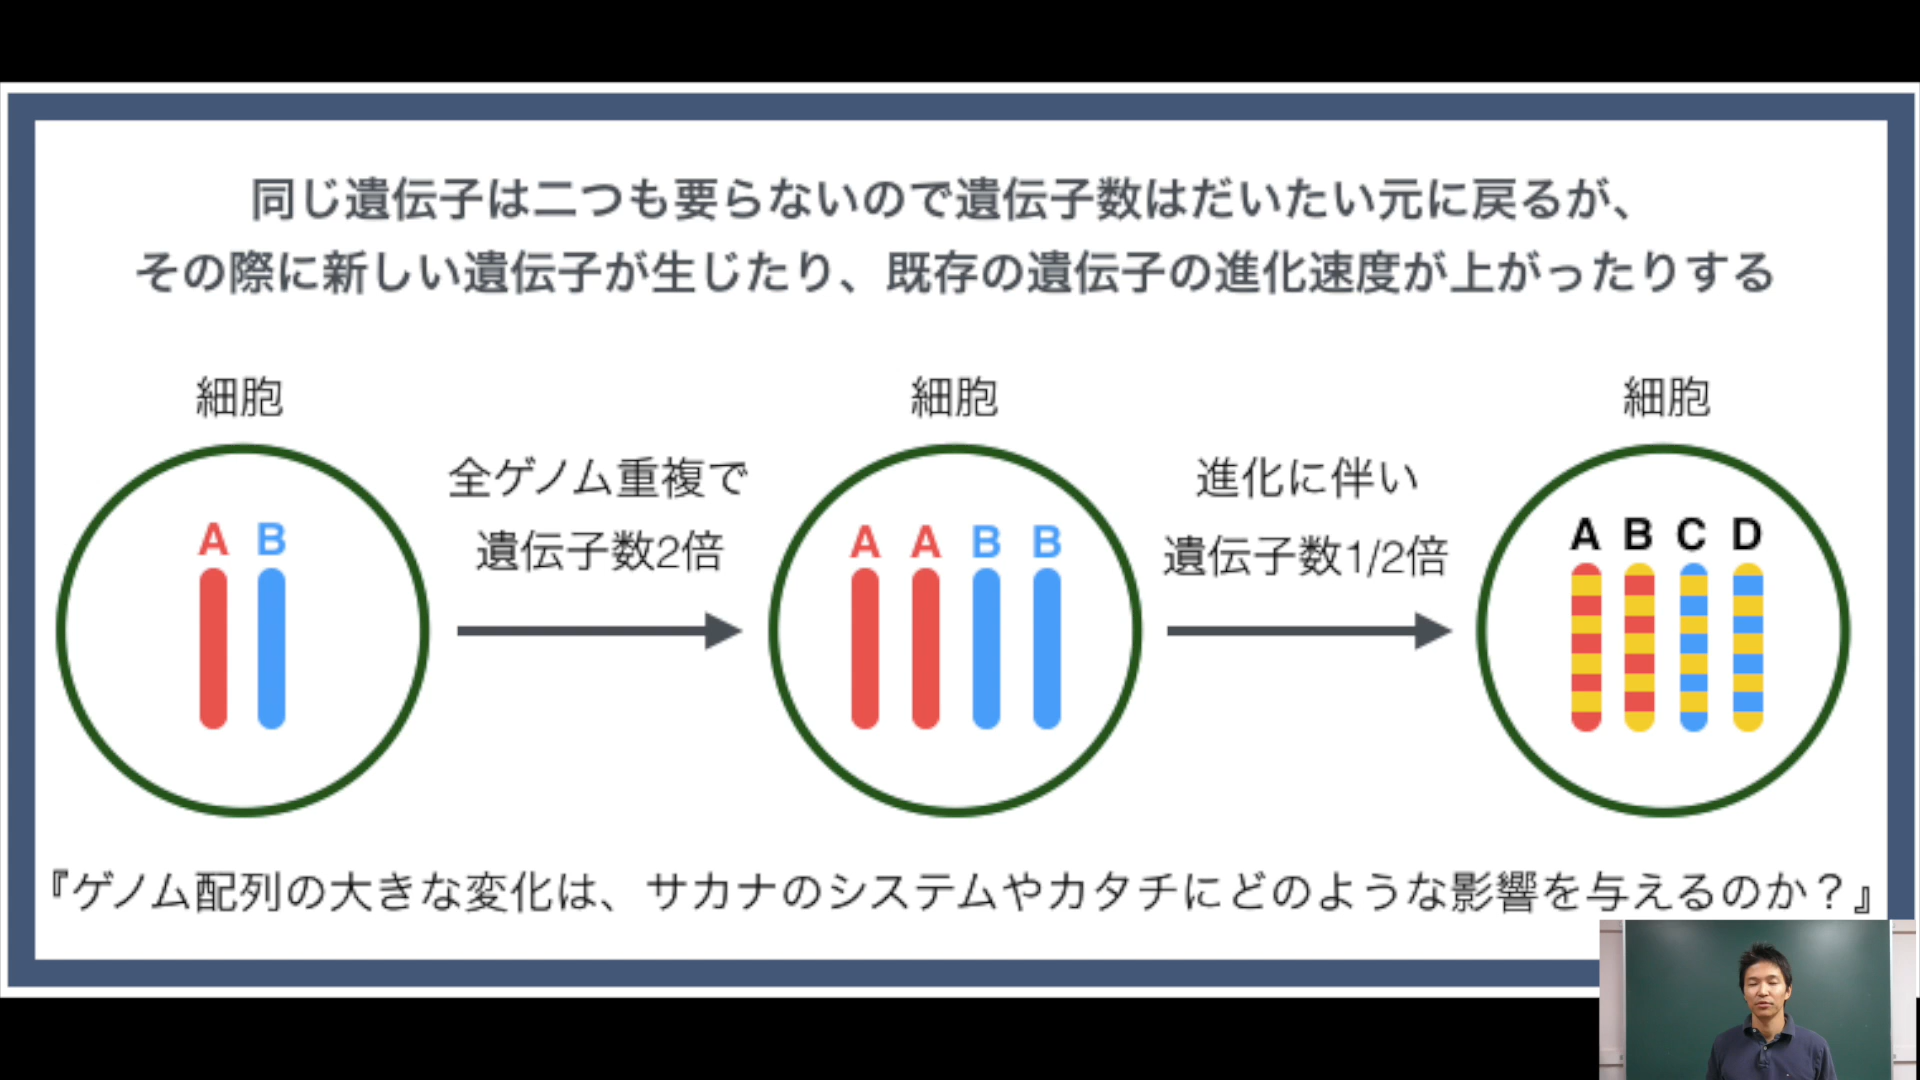 同じ遺伝子は二つも要らないので遺伝子数はだいたい元に戻るが、
その際に新しい遺伝子が生じたり、既存の遺伝子の進化速度が上がったりする
細胞
細胞
細胞
全ゲノム重複で
遺伝子数2倍
進化に伴い
遺伝子数1/2倍
A B
A A B B
A B C D
『ゲノム配列の大きな変化は、サカナのシステムやカタチにどのような影響を与えるのか？』